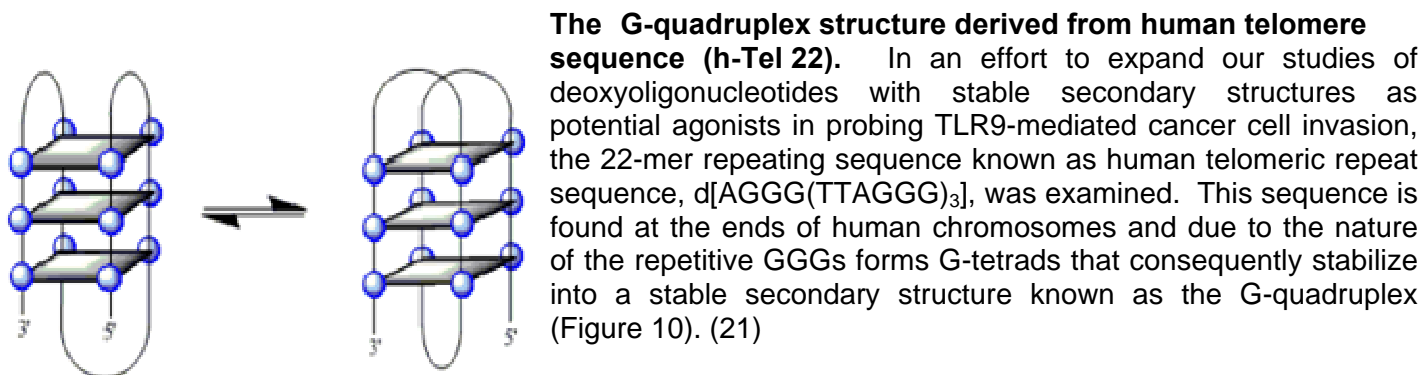 The G-quadruplex structure derived from human telomere
sequence (h-Tel 22). In an effort to expand our studies of
deoxyoligonucleotides with stable secondary structures as
potential agonists in probing TLR9-mediated cancer cell invasion,
the 22-mer repeating sequence known as human telomeric repeat
sequence, d[AGGG(TTAGGG)₃], was examined. This sequence is
found at the ends of human chromosomes and due to the nature
of the repetitive GGGs forms G-tetrads that consequently stabilize
into a stable secondary structure known as the G-quadruplex
(Figure 10). (21)
3' 5' 3' 5'